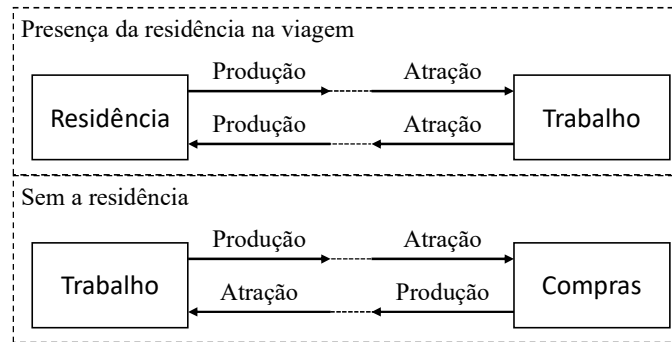 Presença da residência na viagem
Produção Atração
Residência Trabalho
Produção Atração
Sem a residência
Produção Atração
Trabalho Compras
Atração Produção